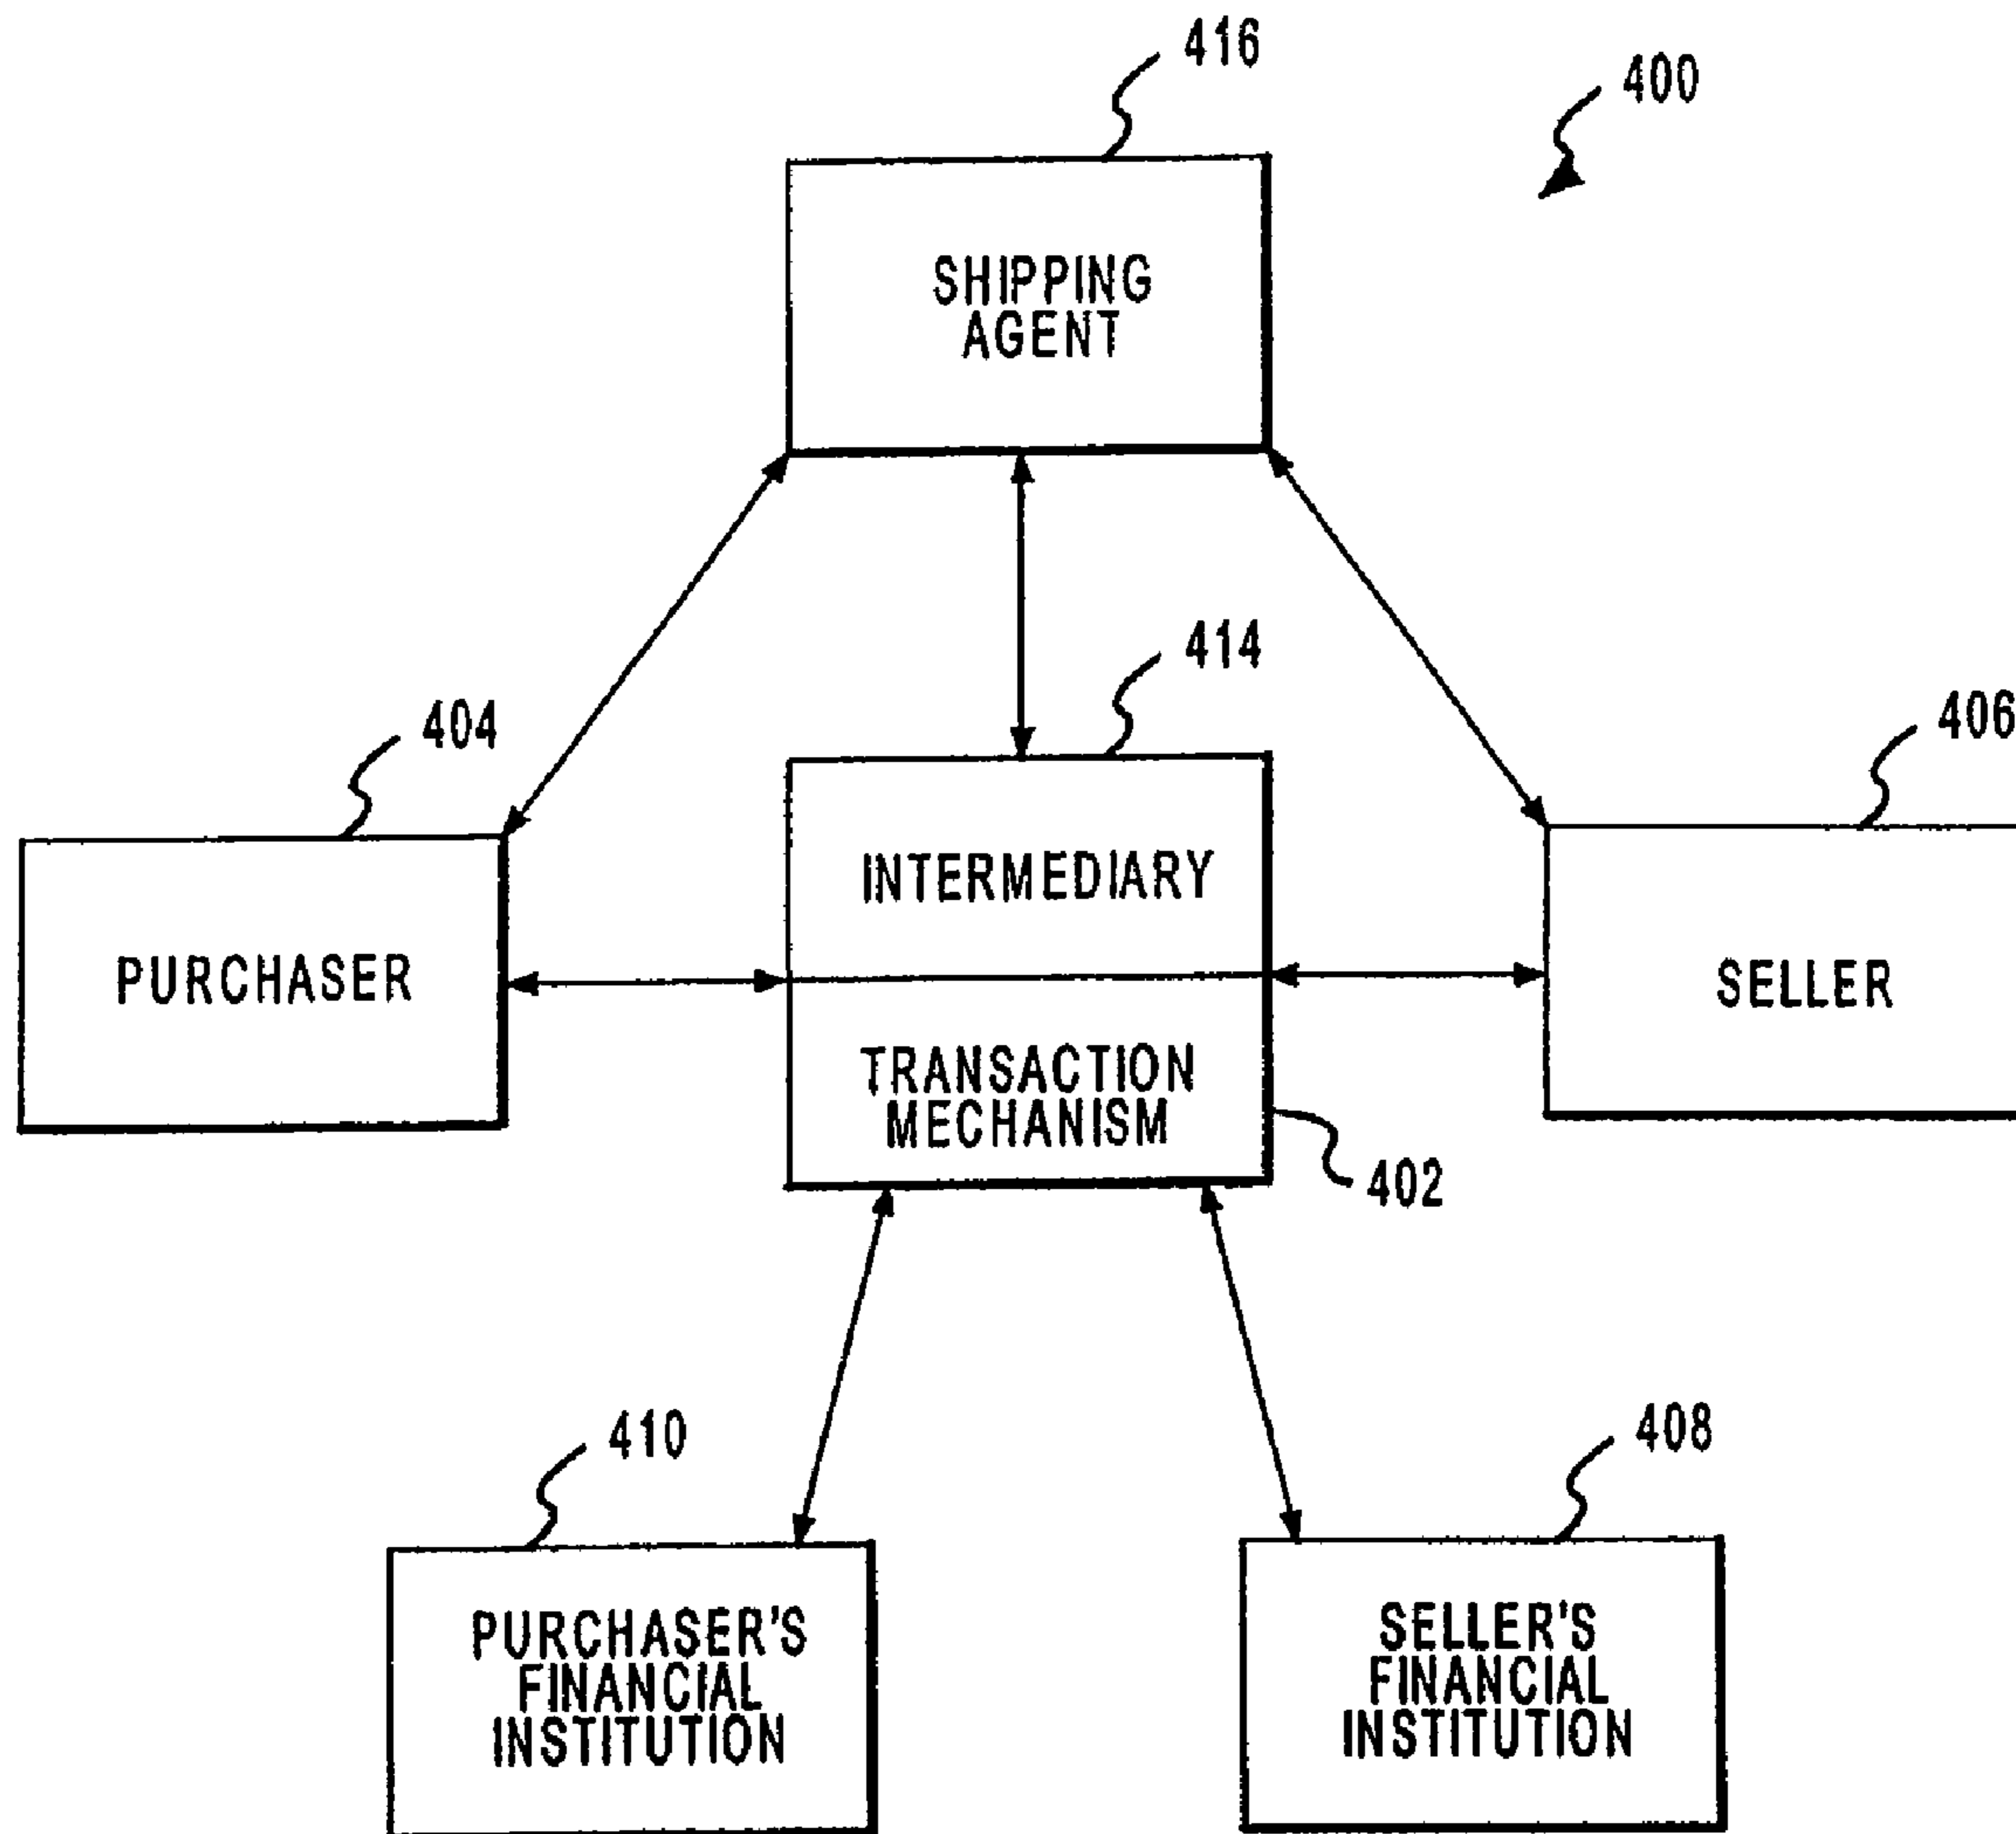 416
400
SHIPPING
AGENT
414
404
406
INTERMEDIARY
PURCHASER
SELLER
TRANSACTION
MECHANISM
402
410
408
PURCHASER'S
FINANCIAL
INSTITUTION
SELLER'S
FINANCIAL
INSTITUTION